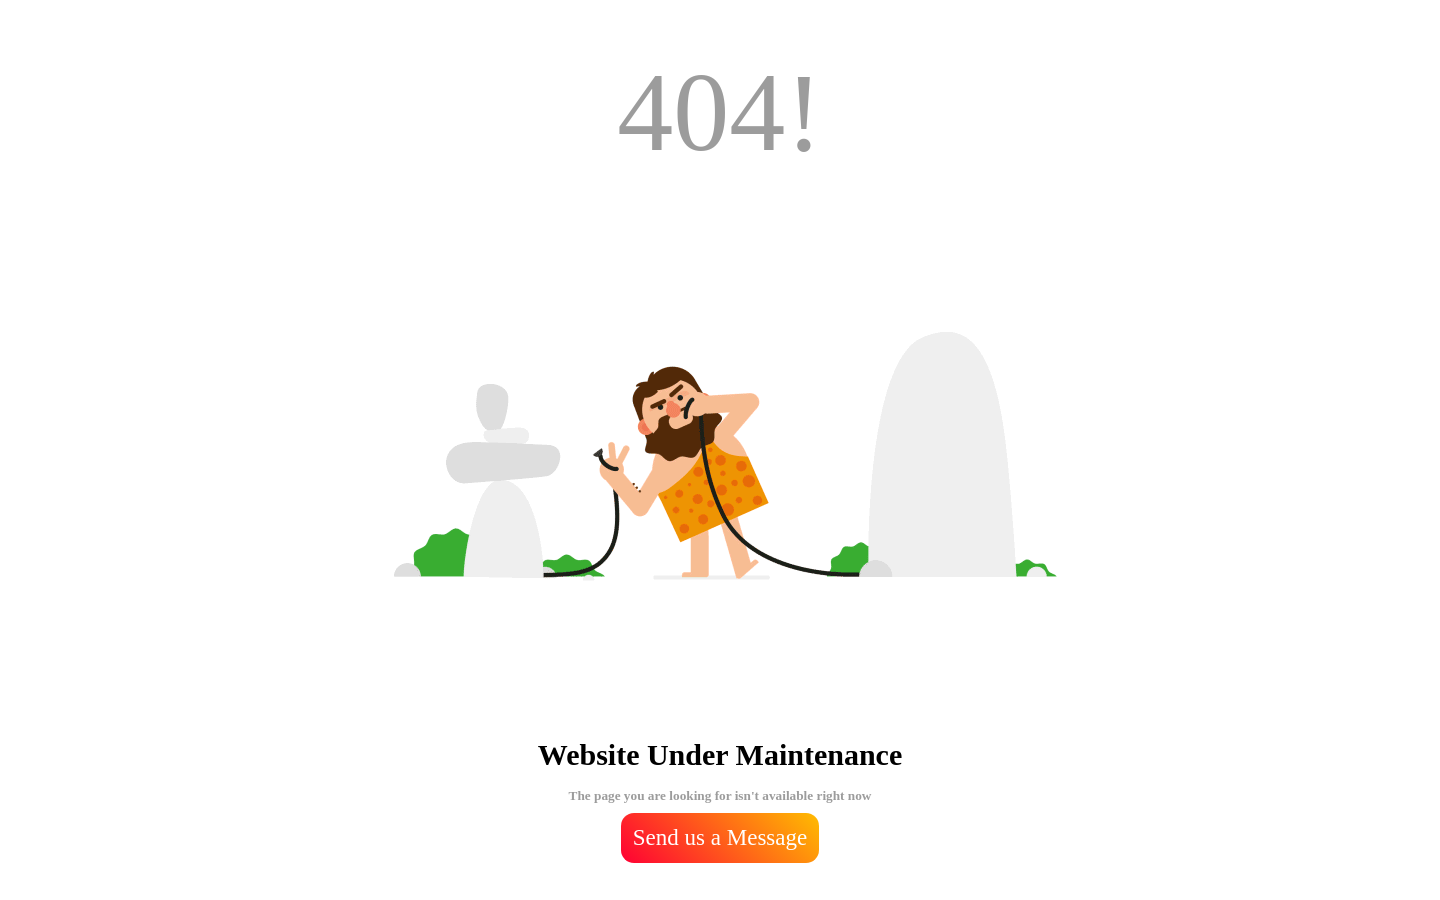 404!
Website Under Maintenance
The page you are looking for isn't available right now
Send us a Message